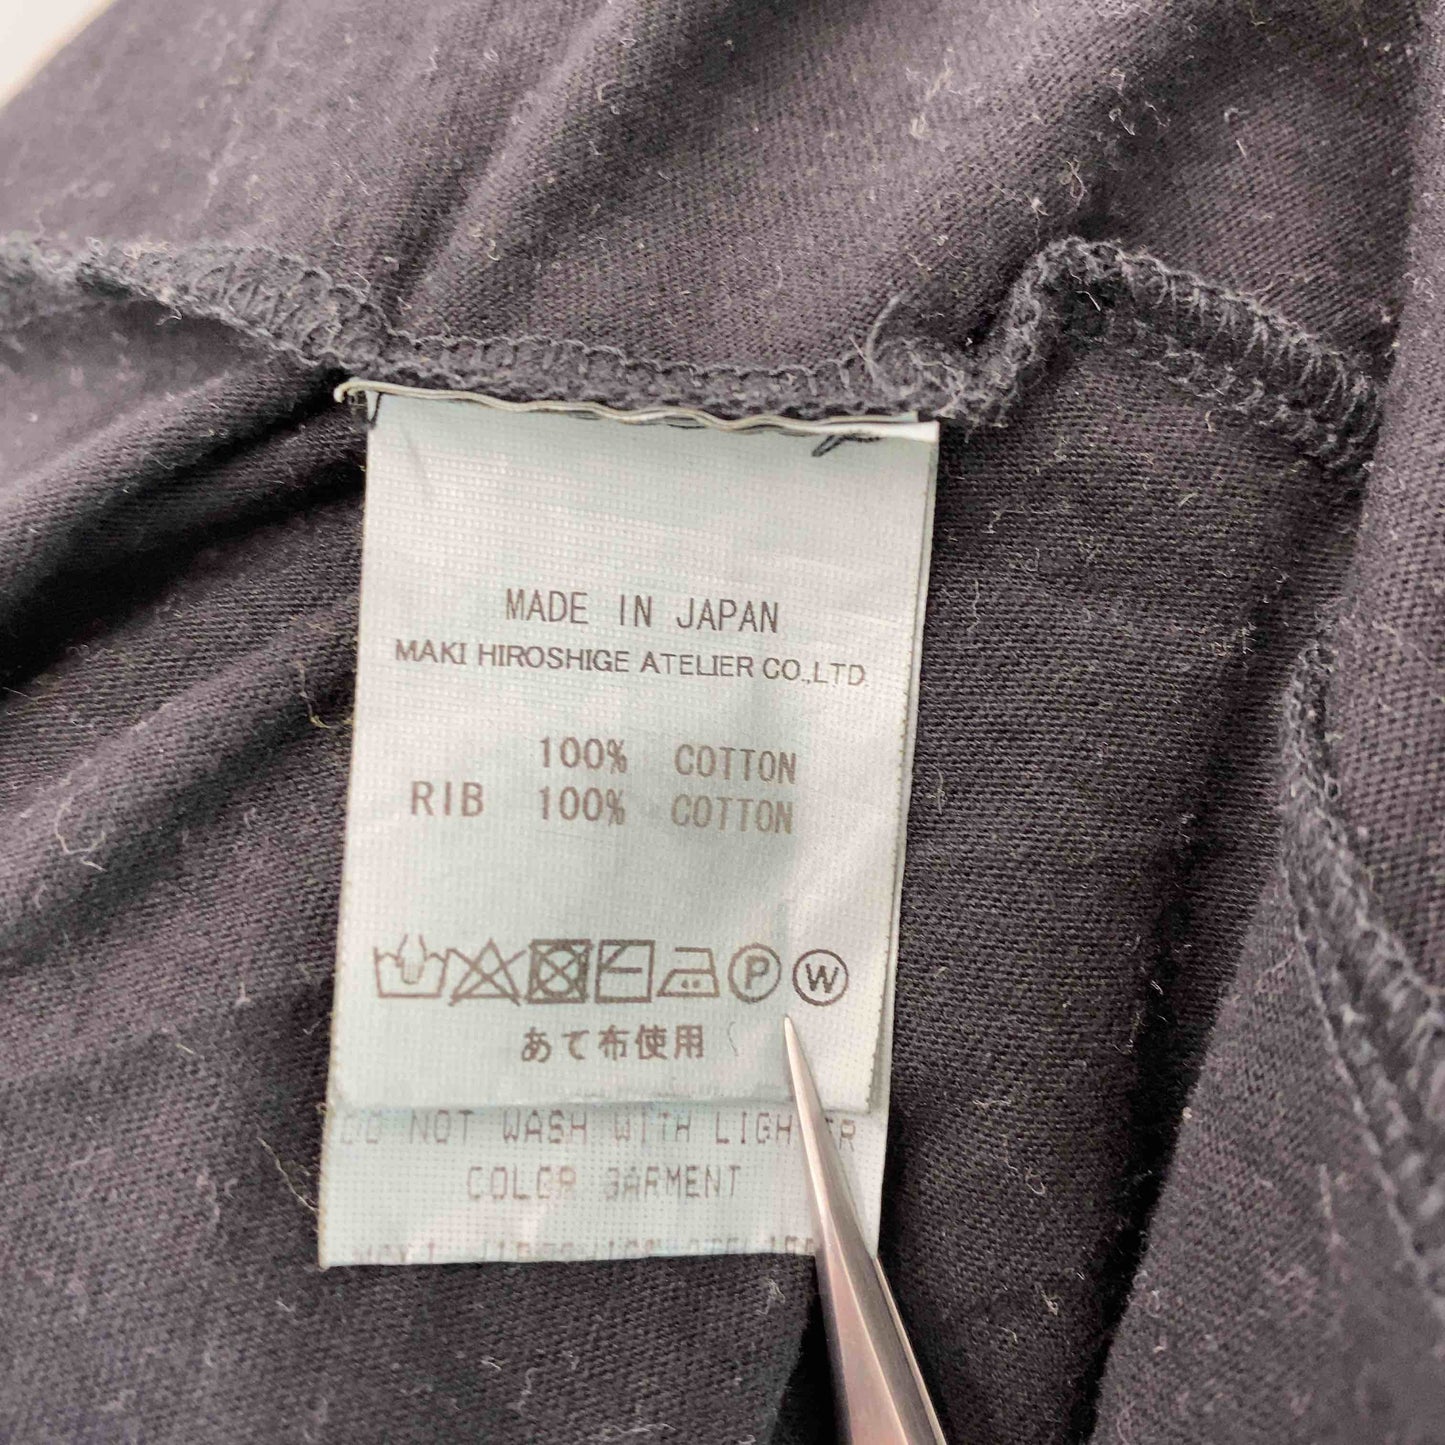 MADE IN JAPAN
MAKI HIROSHIGE ATELIER CO.,LTD
100% COTTON
RIB 100% COTTON
P W
あて布使用
DO NOT WASH WITH LIGHTER
COLOR GARMENT